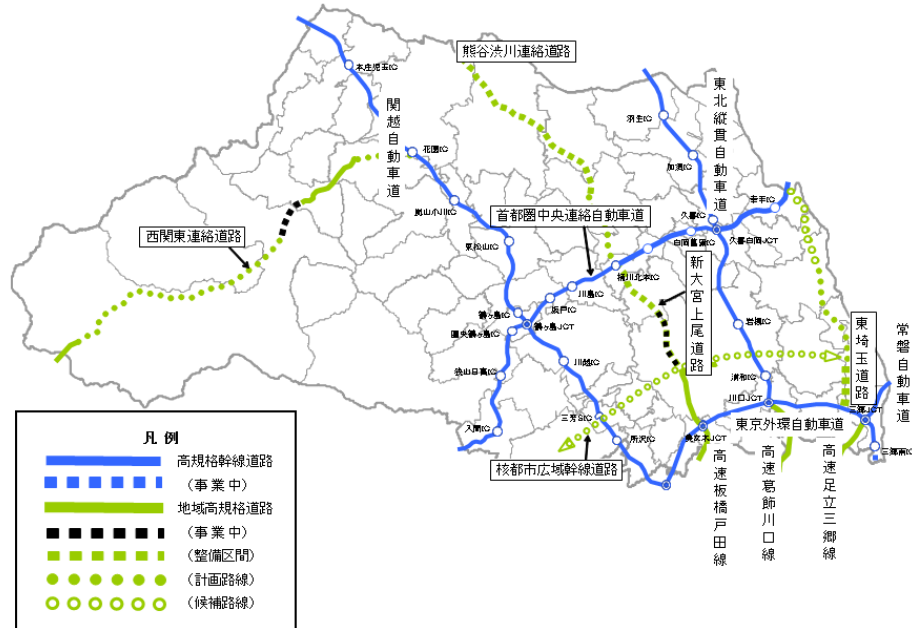 熊谷渋川連絡道路
本庄児玉IC
関越自動車道
東北縦貫自動車道
羽生IC
加須IC
花園IC
嵐山小川IC
首都圏中央連絡自動車道
久喜IC
幸手IC
西関東連絡道路
東松山IC
白岡菖蒲IC
久喜白岡JCT
桶川北本IC
新大宮上尾道路
川島IC
坂戸IC
鶴ヶ島IC
圏央鶴ヶ島IC
鶴ヶ島JCT
岩槻IC
東埼玉道路
常磐自動車道
川越IC
狭山日高IC
浦和IC
川口JCT
三郷JCT
三芳SIC
入間IC
所沢IC
美女木JCT
東京外環自動車道
三郷南IC
核都市広域幹線道路
高速板橋戸田線
高速葛飾川口線
高速足立三郷線
凡例
高規格幹線道路
(事業中)
地域高規格道路
(事業中)
(整備区間)
(計画路線)
(候補路線)